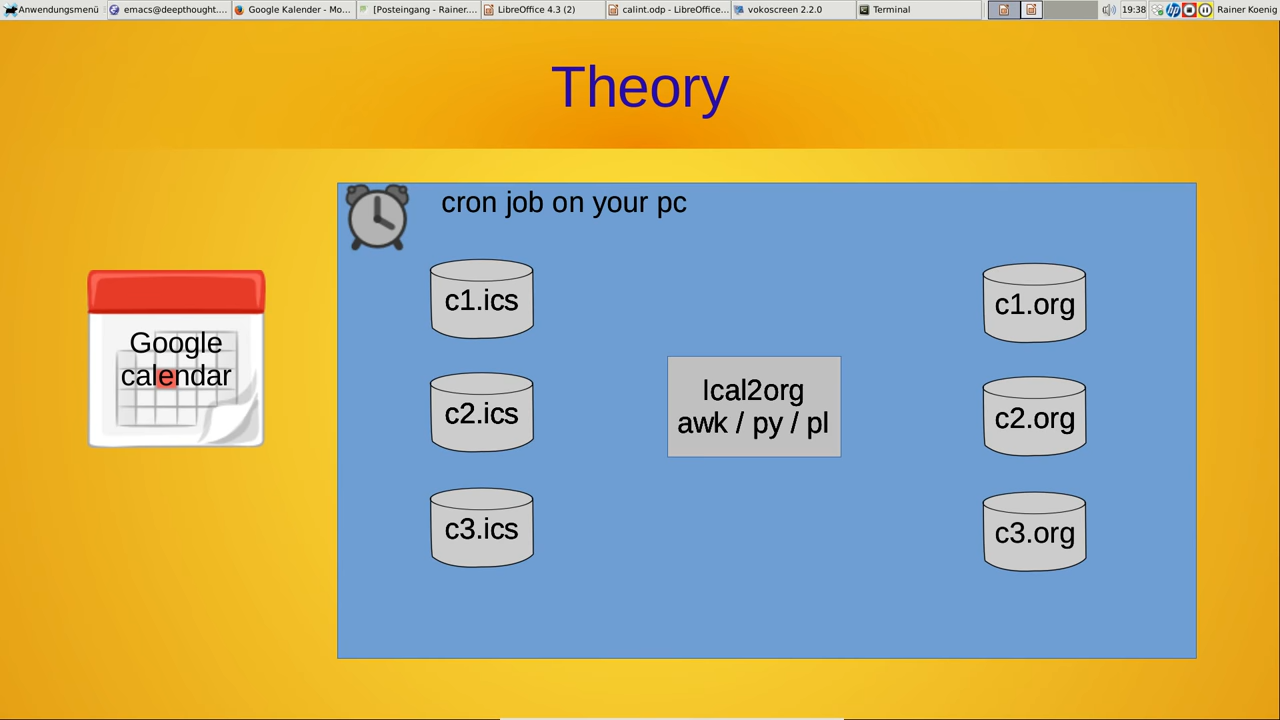 Anwendungsmenü
emacs@deepthought....
Google Kalender - Mo...
[Posteingang - Rainer....
LibreOffice 4.3 (2)
calint.odp - LibreOffice...
vokoscreen 2.2.0
Terminal
19:38
hp
Rainer Koenig
Theory
cron job on your pc
Google
calendar
c1.ics
c2.ics
c3.ics
Ical2org
awk / py / pl
c1.org
c2.org
c3.org